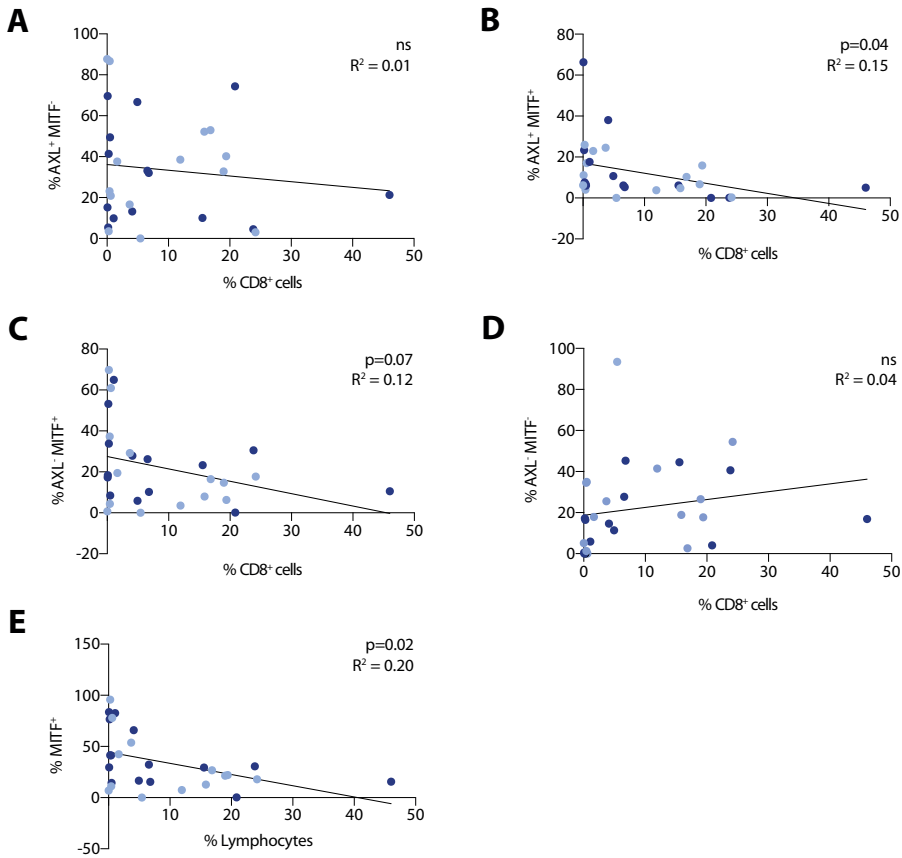 A
ns
R² = 0.01
% AXL⁺ MITF⁻
100
80
60
40
20
0
0 10 20 30 40 50
% CD8⁺ cells
B
p=0.04
R² = 0.15
% AXL⁺ MITF⁺
80
60
40
20
0
-20
10 20 30 40 50
% CD8⁺ cells
C
p=0.07
R² = 0.12
% AXL⁻ MITF⁺
80
60
40
20
0
-20
10 20 30 40 50
% CD8⁺ cells
D
ns
R² = 0.04
% AXL⁻ MITF⁻
100
80
60
40
20
0
0 10 20 30 40 50
% CD8⁺ cells
E
p=0.02
R² = 0.20
% MITF⁺
150
100
50
0
-50
10 20 30 40 50
% Lymphocytes